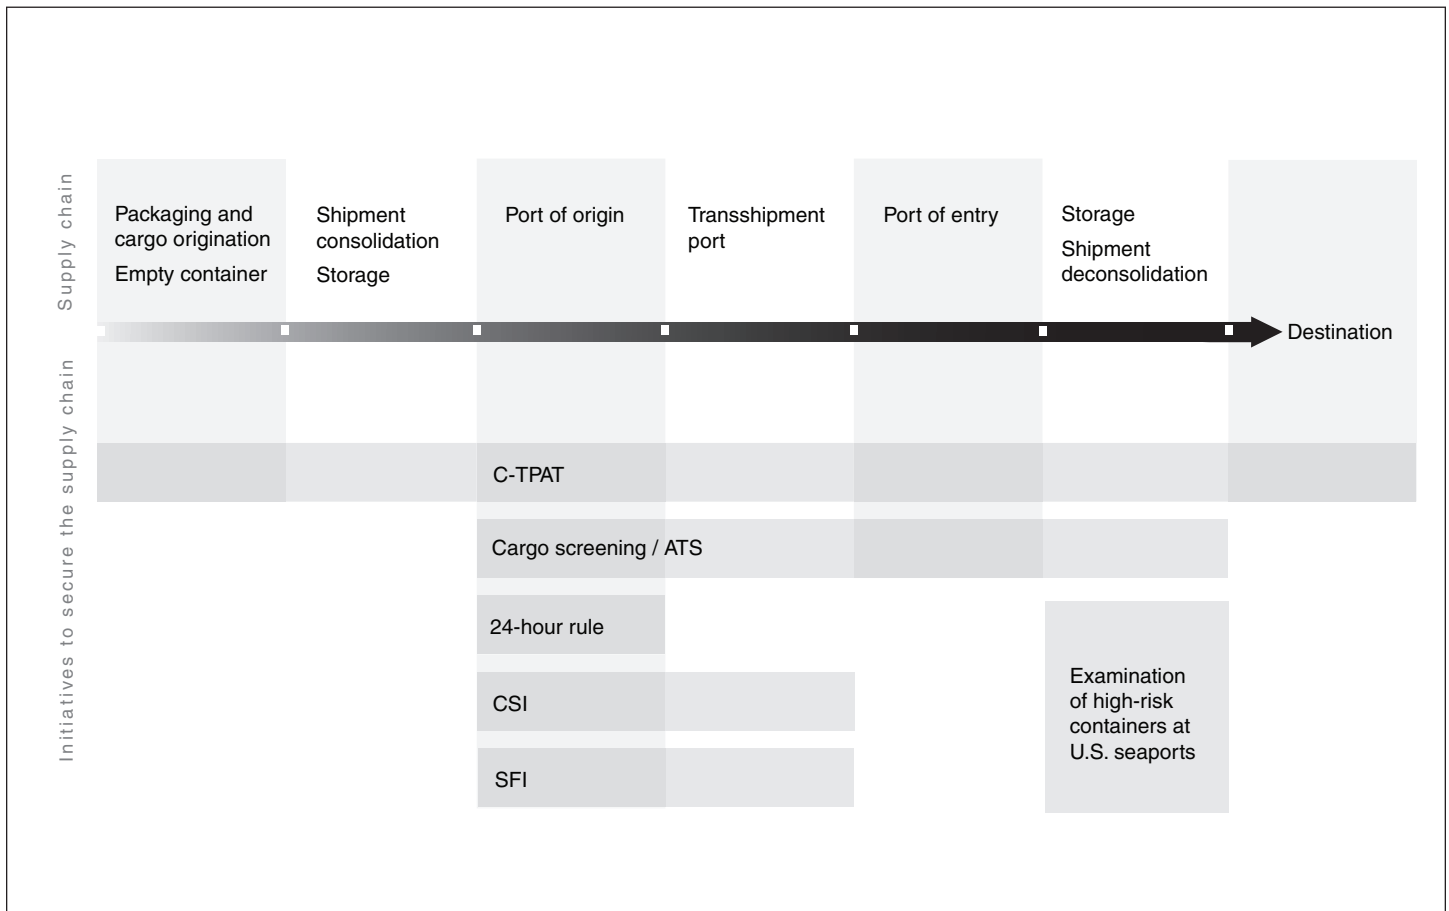 Supply chain
Packaging and
cargo origination
Empty container
Shipment
consolidation
Storage
Port of origin
Transshipment
port
Port of entry
Storage
Shipment
deconsolidation
Destination
Initiatives to secure the supply chain
C-TPAT
Cargo screening / ATS
24-hour rule
CSI
SFI
Examination
of high-risk
containers at
U.S. seaports